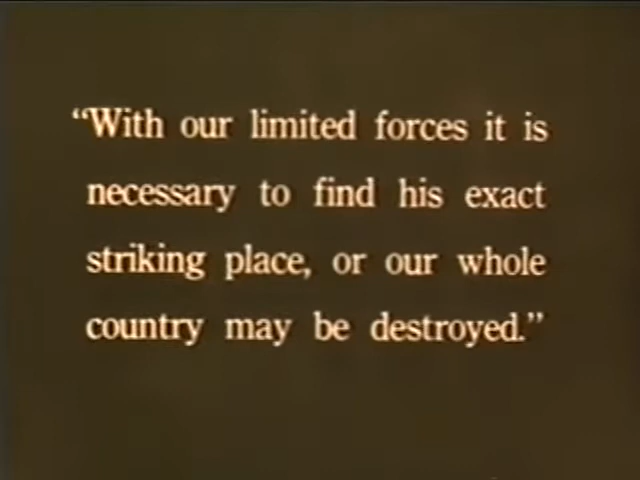 “With our limited forces it is
necessary to find his exact
striking place, or our whole
country may be destroyed.”